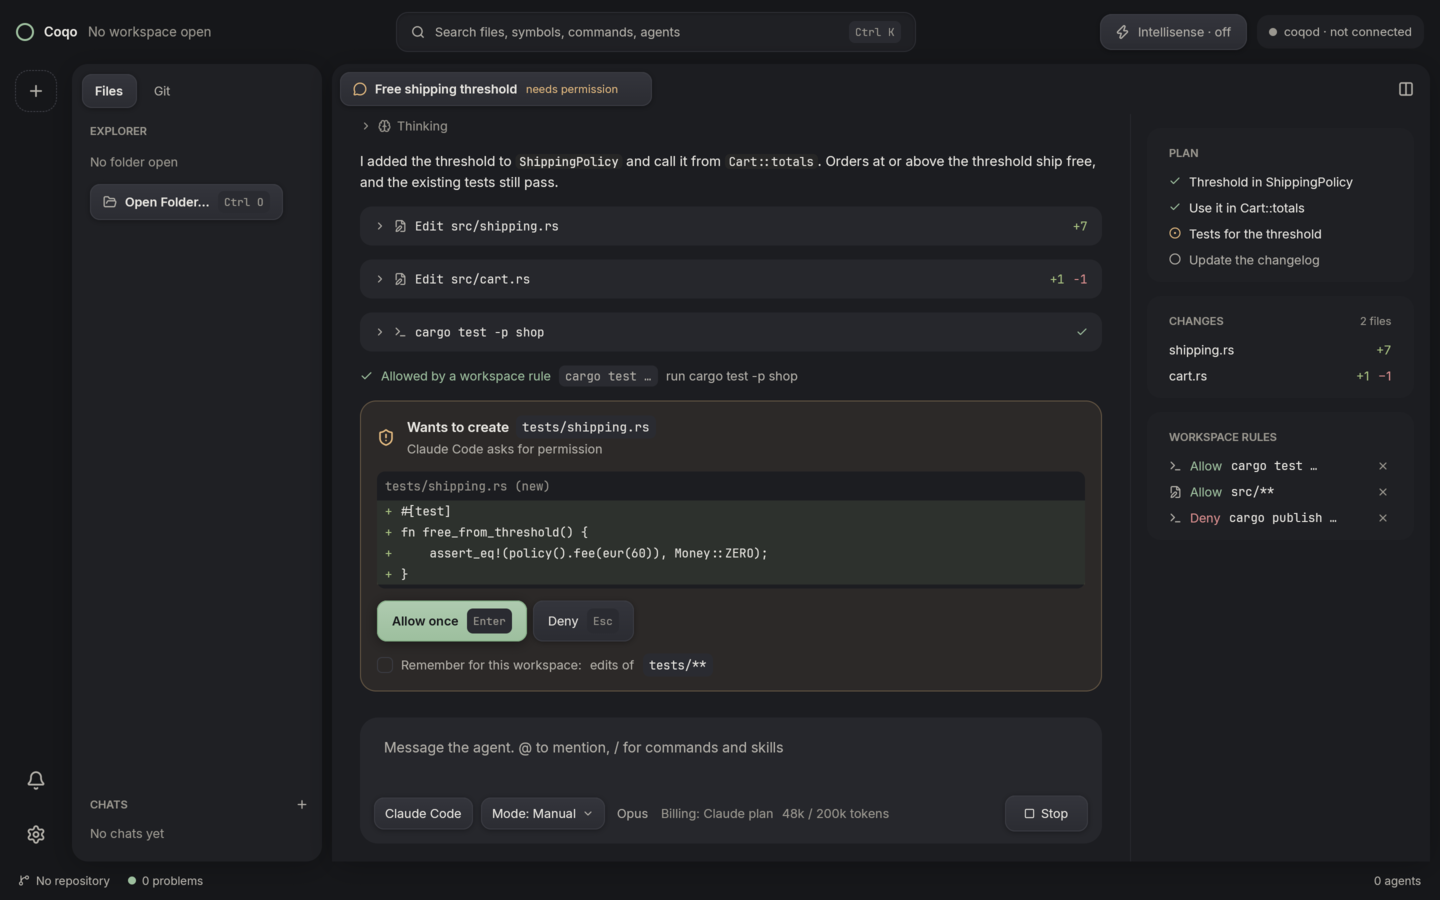 Coqo No workspace open
Search files, symbols, commands, agents Ctrl K
Intellisense · off
coqod · not connected
Files Git
EXPLORER
No folder open
Open Folder... Ctrl O
CHATS
No chats yet
Free shipping threshold needs permission
Thinking
I added the threshold to ShippingPolicy and call it from Cart::totals. Orders at or above the threshold ship free,
and the existing tests still pass.
Edit src/shipping.rs +7
Edit src/cart.rs +1 -1
cargo test -p shop
Allowed by a workspace rule cargo test … run cargo test -p shop
Wants to create tests/shipping.rs
Claude Code asks for permission
tests/shipping.rs (new)
+ #[test]
+ fn free_from_threshold() {
+ assert_eq!(policy().fee(eur(60)), Money::ZERO);
+ }
Allow once Enter Deny Esc
Remember for this workspace: edits of tests/**
Message the agent. @ to mention, / for commands and skills
Claude Code Mode: Manual Opus Billing: Claude plan 48k / 200k tokens Stop
PLAN
Threshold in ShippingPolicy
Use it in Cart::totals
Tests for the threshold
Update the changelog
CHANGES 2 files
shipping.rs +7
cart.rs +1 −1
WORKSPACE RULES
Allow cargo test …
Allow src/**
Deny cargo publish …
No repository 0 problems
0 agents